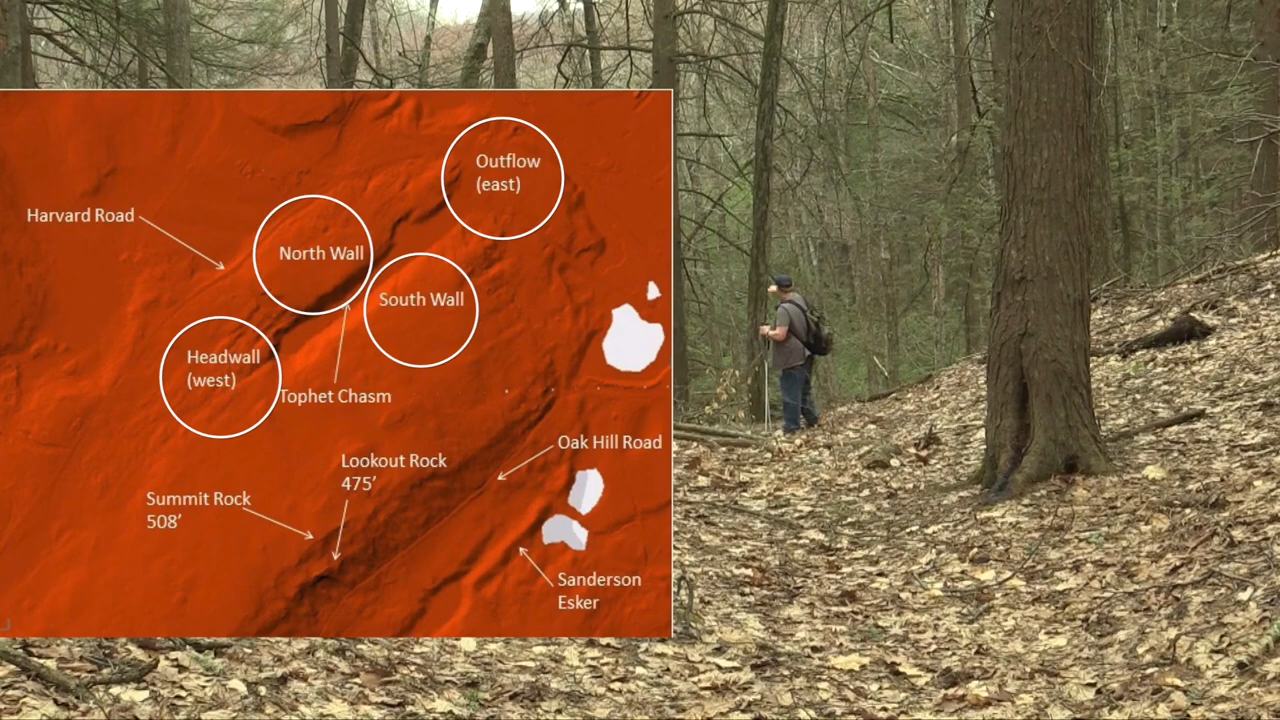 Outflow
(east)
Harvard Road
North Wall
South Wall
Headwall
(west)
Tophet Chasm
Oak Hill Road
Lookout Rock
475’
Summit Rock
508’
Sanderson
Esker